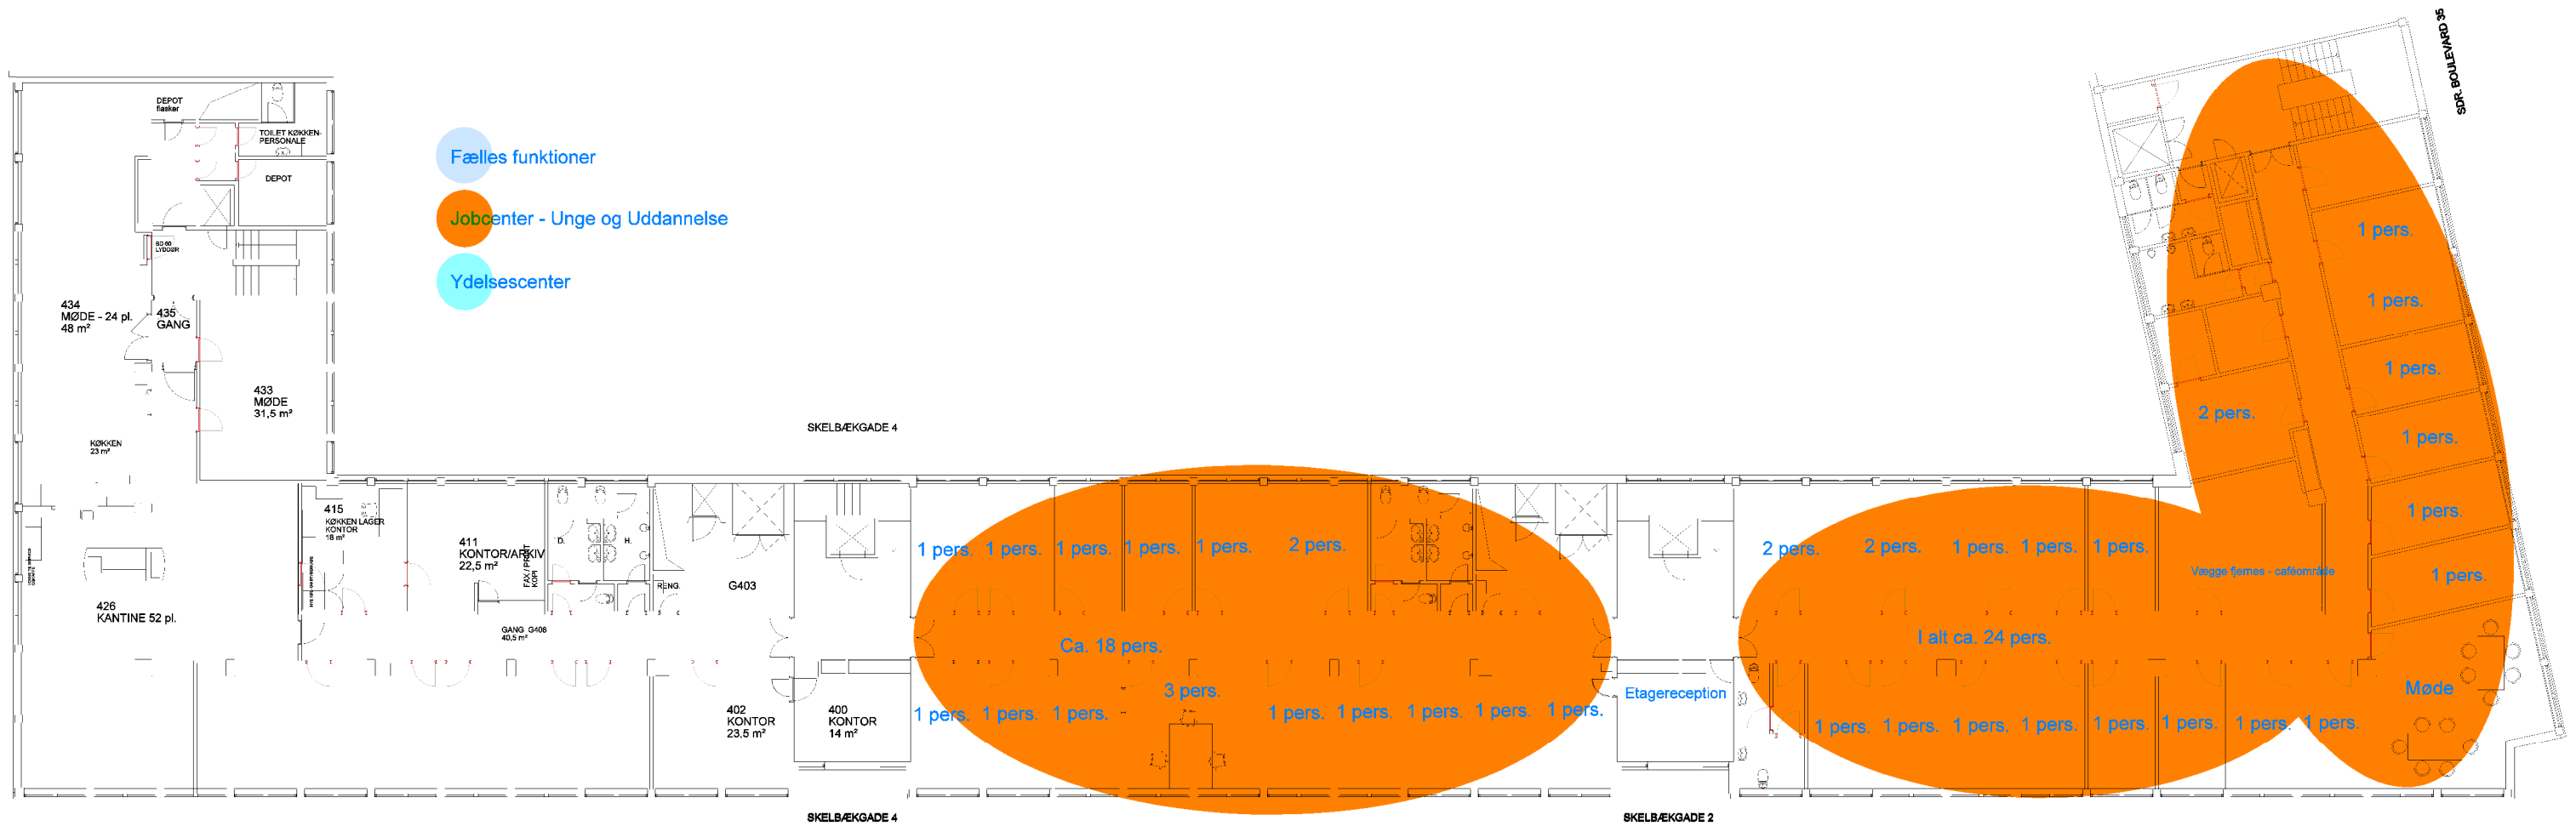 SDR. BOULEVARD 35
DEPOT
flasker
TOILET KØKKEN-
PERSONALE
DEPOT
SD 60
LYDDØR
Fælles funktioner
Jobcenter - Unge og Uddannelse
Ydelsescenter
434
MØDE - 24 pl.
48 m²
435
GANG
433
MØDE
31,5 m²
KØKKEN
23 m²
SKELBÆKGADE 4
1 pers.
1 pers.
1 pers.
2 pers.
1 pers.
1 pers.
1 pers.
415
KØKKEN LAGER
KONTOR
18 m²
411
KONTOR/ARKIV
22,5 m²
FAX / PRINT
KOPI
D.
H.
RENG.
G403
GANG G408
40,5 m²
426
KANTINE 52 pl.
402
KONTOR
23,5 m²
400
KONTOR
14 m²
1 pers.
1 pers.
1 pers.
1 pers.
1 pers.
2 pers.
Ca. 18 pers.
3 pers.
1 pers.
1 pers.
1 pers.
1 pers.
1 pers.
1 pers.
1 pers.
1 pers.
Etagereception
2 pers.
2 pers.
1 pers.
1 pers.
1 pers.
Vægge fjernes - caféområde
I alt ca. 24 pers.
Møde
1 pers.
1 pers.
1 pers.
1 pers.
1 pers.
1 pers.
1 pers.
1 pers.
SKELBÆKGADE 4
SKELBÆKGADE 2